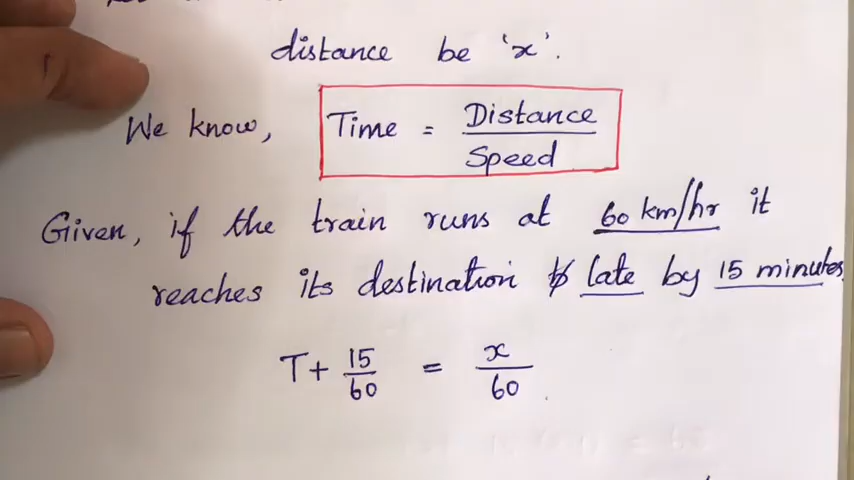 distance be 'x'.
We know, Time = Distance / Speed
Given, if the train runs at 60 km/hr it
reaches its destination late by 15 minutes
T + 15/60 = x/60